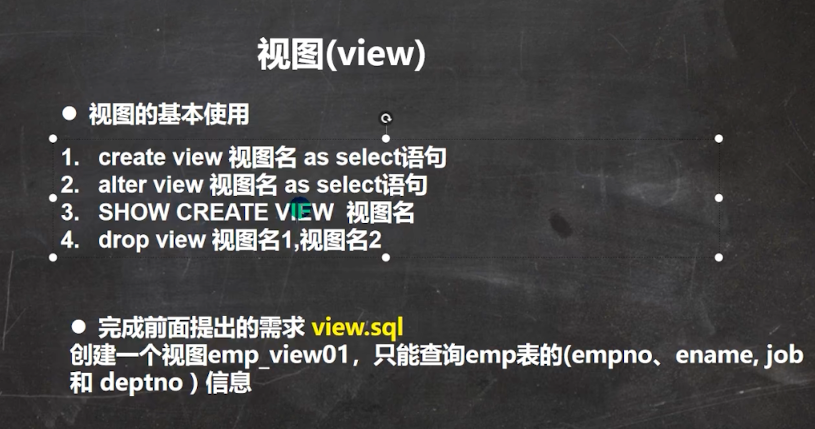 视图(view)
● 视图的基本使用
1. create view 视图名 as select语句
2. alter view 视图名 as select语句
3. SHOW CREATE VIEW 视图名
4. drop view 视图名1,视图名2
● 完成前面提出的需求 view.sql
创建一个视图emp_view01，只能查询emp表的(empno、ename, job
和 deptno ) 信息